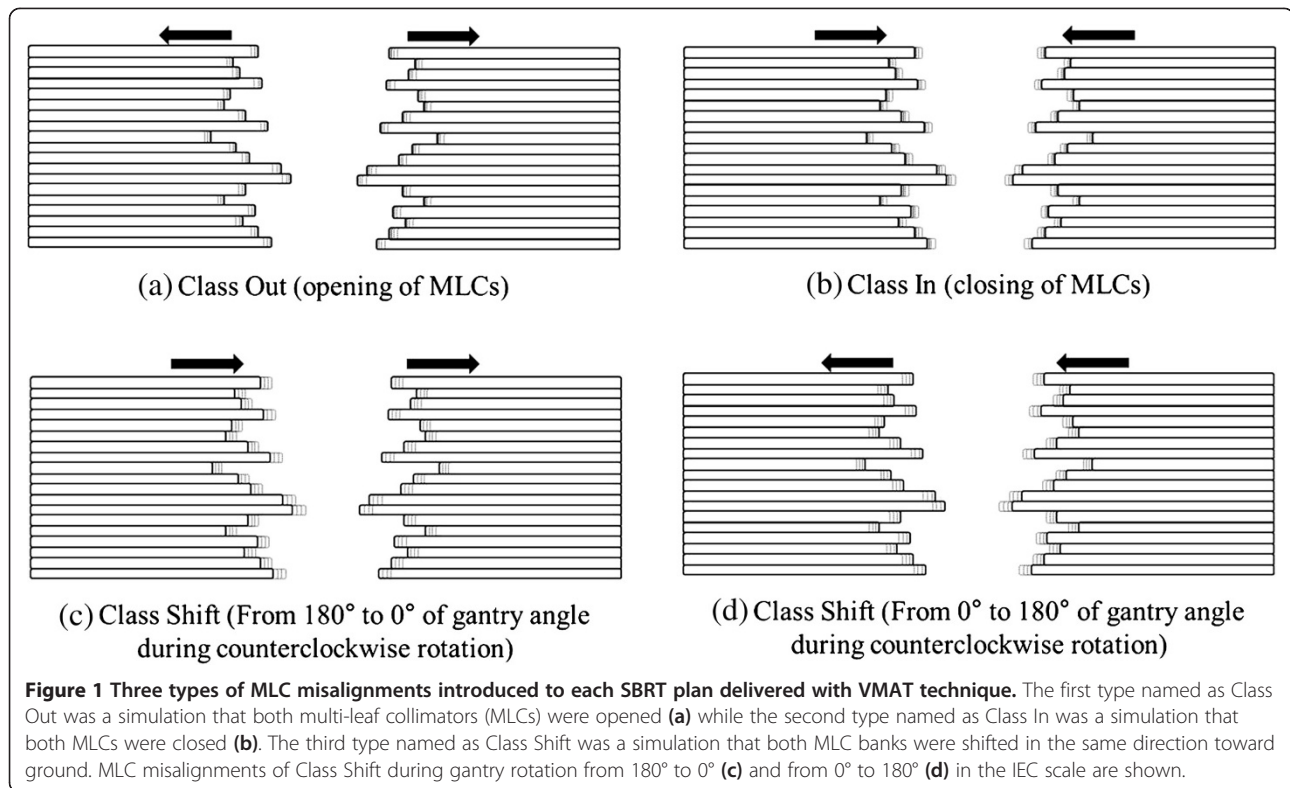 (a) Class Out (opening of MLCs)
(b) Class In (closing of MLCs)
(c) Class Shift (From 180° to 0° of gantry angle
during counterclockwise rotation)
(d) Class Shift (From 0° to 180° of gantry angle
during counterclockwise rotation)
Figure 1 Three types of MLC misalignments introduced to each SBRT plan delivered with VMAT technique. The first type named as Class
Out was a simulation that both multi-leaf collimators (MLCs) were opened (a) while the second type named as Class In was a simulation that
both MLCs were closed (b). The third type named as Class Shift was a simulation that both MLC banks were shifted in the same direction toward
ground. MLC misalignments of Class Shift during gantry rotation from 180° to 0° (c) and from 0° to 180° (d) in the IEC scale are shown.